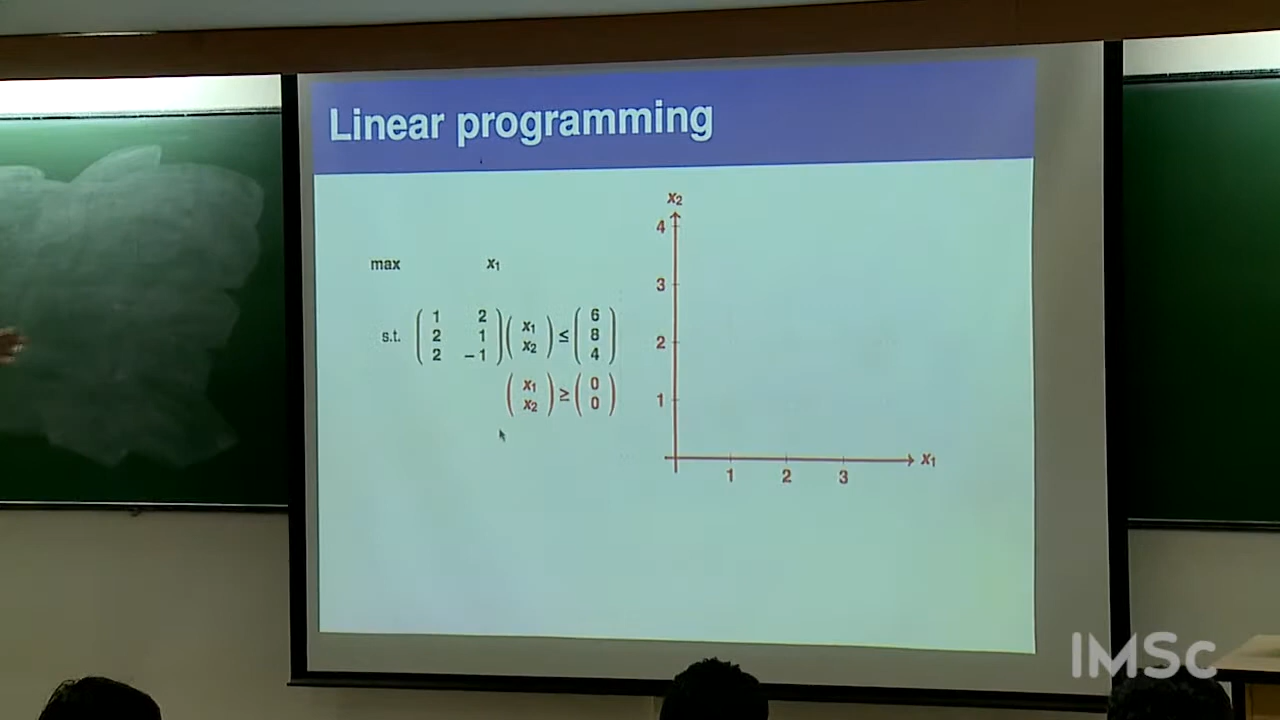 Linear programming
max x₁
s.t. ( 1 2 ) ( x₁ ) ≤ ( 6 )
( 2 1 ) ( x₂ ) ( 8 )
( 2 −1 ) ( 4 )
( x₁ ) ≥ ( 0 )
( x₂ ) ( 0 )
x₂
4
3
2
1
x₁
1 2 3
IMSc